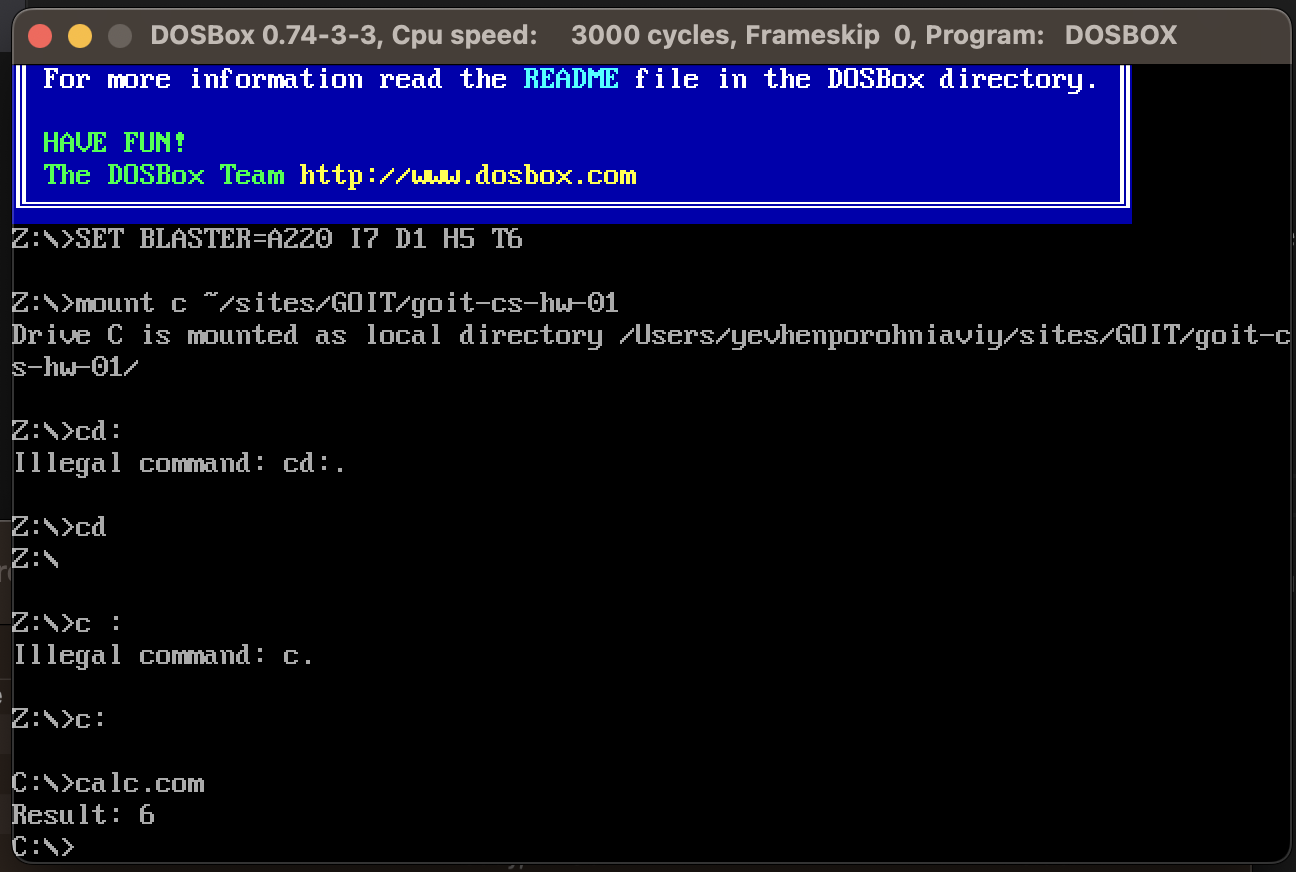 DOSBox 0.74-3-3, Cpu speed: 3000 cycles, Frameskip 0, Program: DOSBOX
For more information read the README file in the DOSBox directory.
HAVE FUN!
The DOSBox Team http://www.dosbox.com
Z:\>SET BLASTER=A220 I7 D1 H5 T6
Z:\>mount c ~/sites/GOIT/goit-cs-hw-01
Drive C is mounted as local directory /Users/yevhenporohniaviy/sites/GOIT/goit-c
s-hw-01/
Z:\>cd:
Illegal command: cd:.
Z:\>cd
Z:\
Z:\>c :
Illegal command: c.
Z:\>c:
C:\>calc.com
Result: 6
C:\>